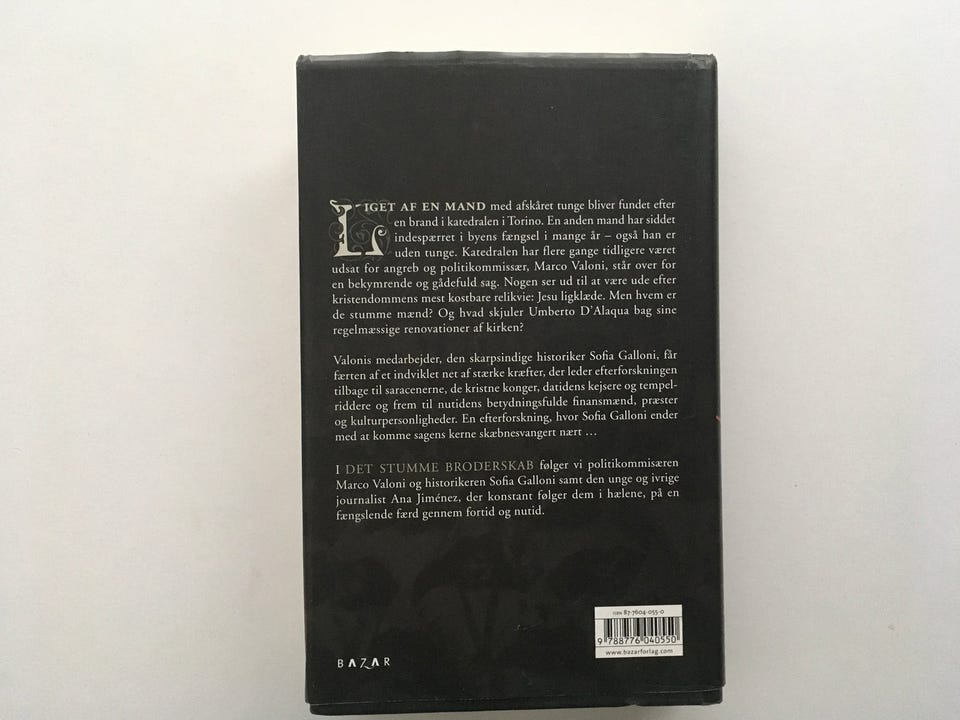 LIGET AF EN MAND med afskåret tunge bliver fundet efter
en brand i katedralen i Torino. En anden mand har siddet
indespærret i byens fængsel i mange år – også han er
uden tunge. Katedralen har flere gange tidligere været
udsat for angreb og politikommissær, Marco Valoni, står over for
en bekymrende og gådefuld sag. Nogen ser ud til at være ude efter
kristendommens mest kostbare relikvie: Jesu ligklæde. Men hvem er
de stumme mænd? Og hvad skjuler Umberto D'Alaqua bag sine
regelmæssige renovationer af kirken?
Valonis medarbejder, den skarpsindige historiker Sofia Galloni, får
færten af et indviklet net af stærke kræfter, der leder efterforskningen
tilbage til saracenerne, de kristne konger, datidens kejsere og tempel-
riddere og frem til nutidens betydningsfulde finansmænd, præster
og kulturpersonligheder. En efterforskning, hvor Sofia Galloni ender
med at komme sagens kerne skæbnesvangert nært ...
I DET STUMME BRODERSKAB følger vi politikommisæren
Marco Valoni og historikeren Sofia Galloni samt den unge og ivrige
journalist Ana Jiménez, der konstant følger dem i hælene, på en
fængslende færd gennem fortid og nutid.
ISBN 87-7604-055-0
9 788776 040550
www.bazarforlag.com
BAZAR